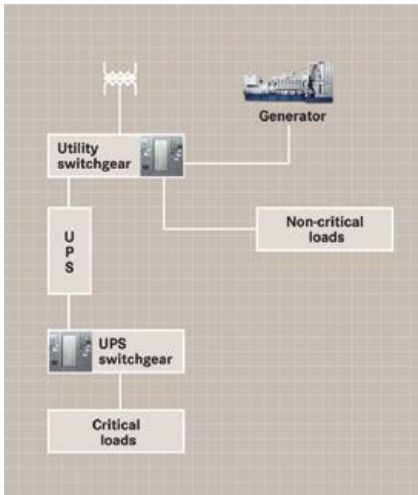 Generator
Utility
switchgear
Non-critical
loads
U
P
S
UPS
switchgear
Critical
loads